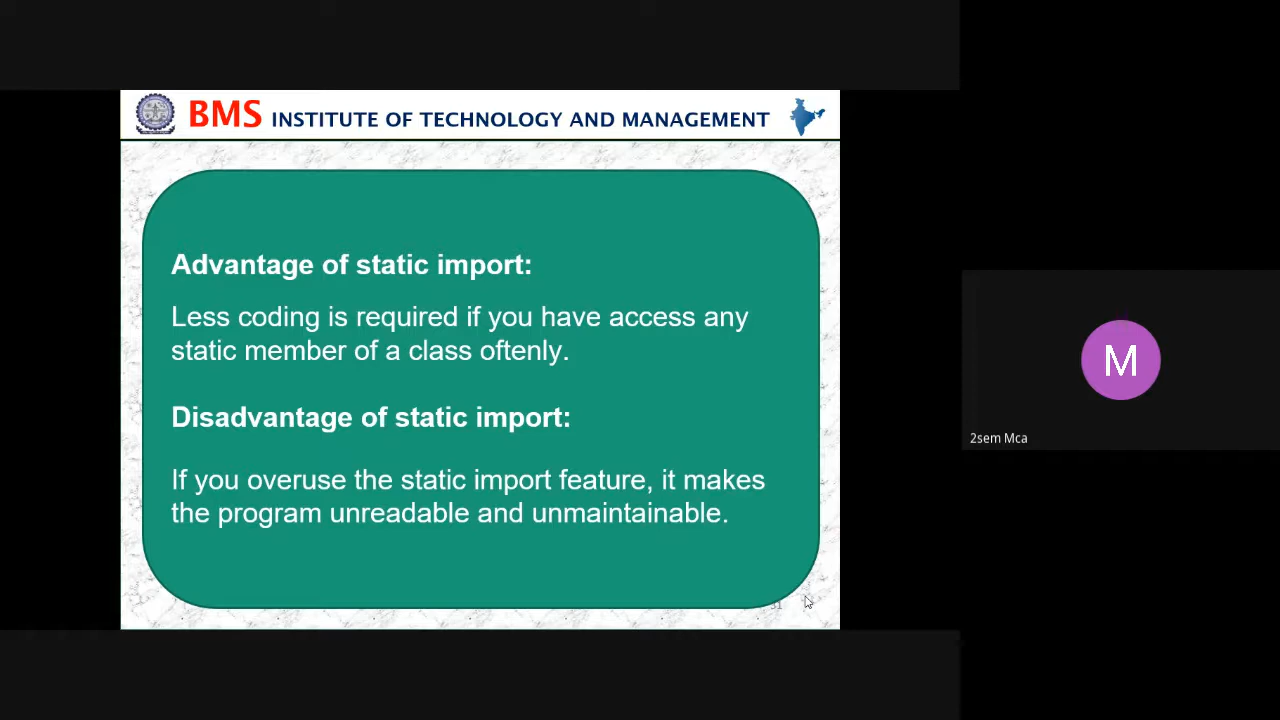 BMS INSTITUTE OF TECHNOLOGY AND MANAGEMENT
Advantage of static import:
Less coding is required if you have access any
static member of a class oftenly.
Disadvantage of static import:
If you overuse the static import feature, it makes
the program unreadable and unmaintainable.
31
M
2sem Mca